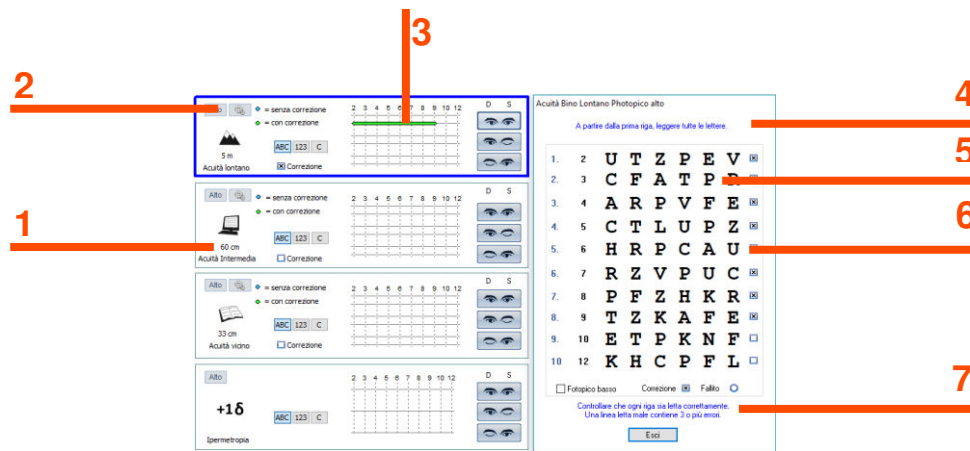 3
2
4
5
6
1
7
Alto
= senza correzione
= con correzione
2 3 4 5 6 7 8 9 10 12
D S
5 m
ABC 123 C
Acuità lontano
Correzione
Alto
= senza correzione
= con correzione
2 3 4 5 6 7 8 9 10 12
D S
60 cm
ABC 123 C
Acuità Intermedia
Correzione
Alto
= senza correzione
= con correzione
2 3 4 5 6 7 8 9 10 12
D S
33 cm
ABC 123 C
Acuità vicino
Correzione
Alto
2 3 4 5 6 7 8 9 10 12
D S
+1δ
ABC 123 C
Ipermetropia
Acuità Bino Lontano Photopico alto
A partire dalla prima riga, leggere tutte le lettere.
1. 2 U T Z P E V
2. 3 C F A T P R
3. 4 A R P V F E
4. 5 C T L U P Z
5. 6 H R P C A U
6. 7 R Z V P U C
7. 8 P F Z H K R
8. 9 T Z K A F E
9. 10 E T P K N F
10 12 K H C P F L
Fotopico basso Correzione Fallito
Controllare che ogni riga sia letta correttamente.
Una linea letta male contiene 3 o più errori.
Esci